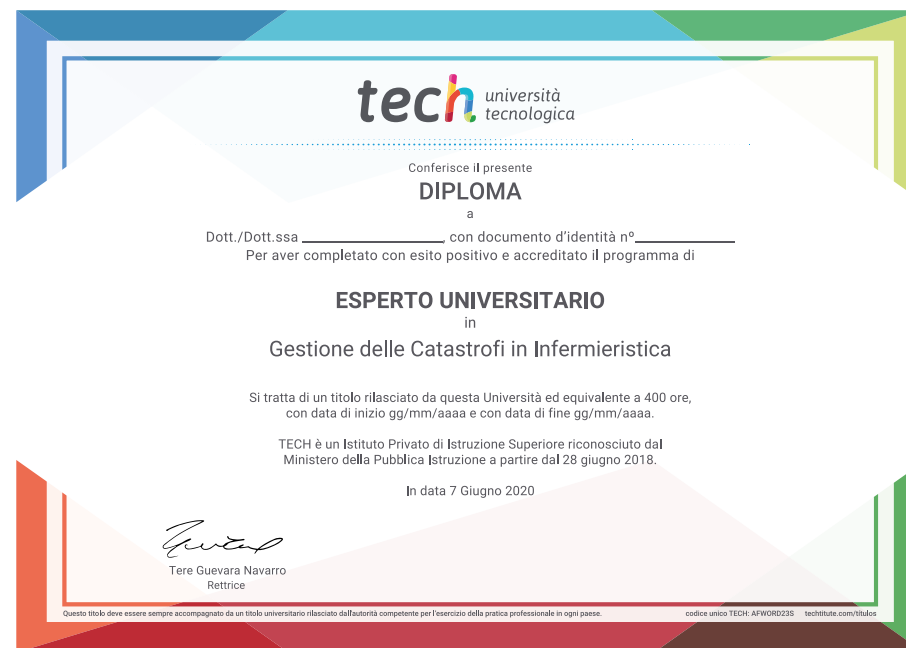 tech università
tecnologica
Conferisce il presente
DIPLOMA
a
Dott./Dott.ssa ____________________, con documento d'identità nº______________
Per aver completato con esito positivo e accreditato il programma di
ESPERTO UNIVERSITARIO
in
Gestione delle Catastrofi in Infermieristica
Si tratta di un titolo rilasciato da questa Università ed equivalente a 400 ore,
con data di inizio gg/mm/aaaa e con data di fine gg/mm/aaaa.
TECH è un Istituto Privato di Istruzione Superiore riconosciuto dal
Ministero della Pubblica Istruzione a partire dal 28 giugno 2018.
In data 7 Giugno 2020
Tere Guevara Navarro
Rettrice
Questo titolo deve essere sempre accompagnato da un titolo universitario rilasciato dall'autorità competente per l'esercizio della pratica professionale in ogni paese. codice unico TECH: AFWORD23S techtitute.com/titulos